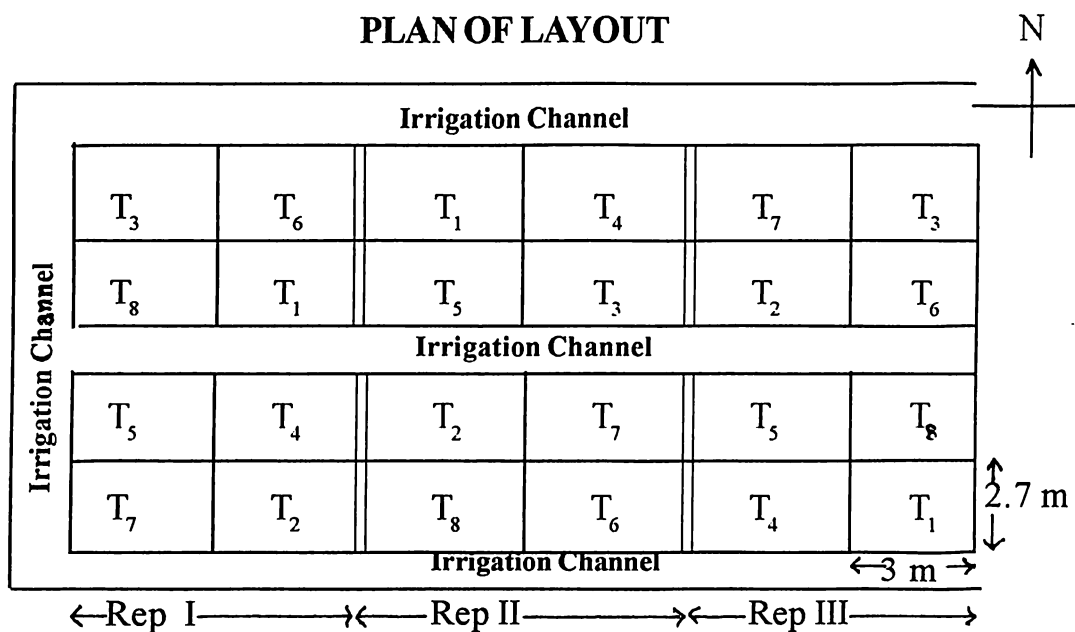 PLAN OF LAYOUT
N
Irrigation Channel
T₃ T₆ T₁ T₄ T₇ T₃
T₈ T₁ T₅ T₃ T₂ T₆
Irrigation Channel
Irrigation Channel
T₅ T₄ T₂ T₇ T₅ T₈
T₇ T₂ T₈ T₆ T₄ T₁
2.7 m
Irrigation Channel
3 m
Rep I Rep II Rep III